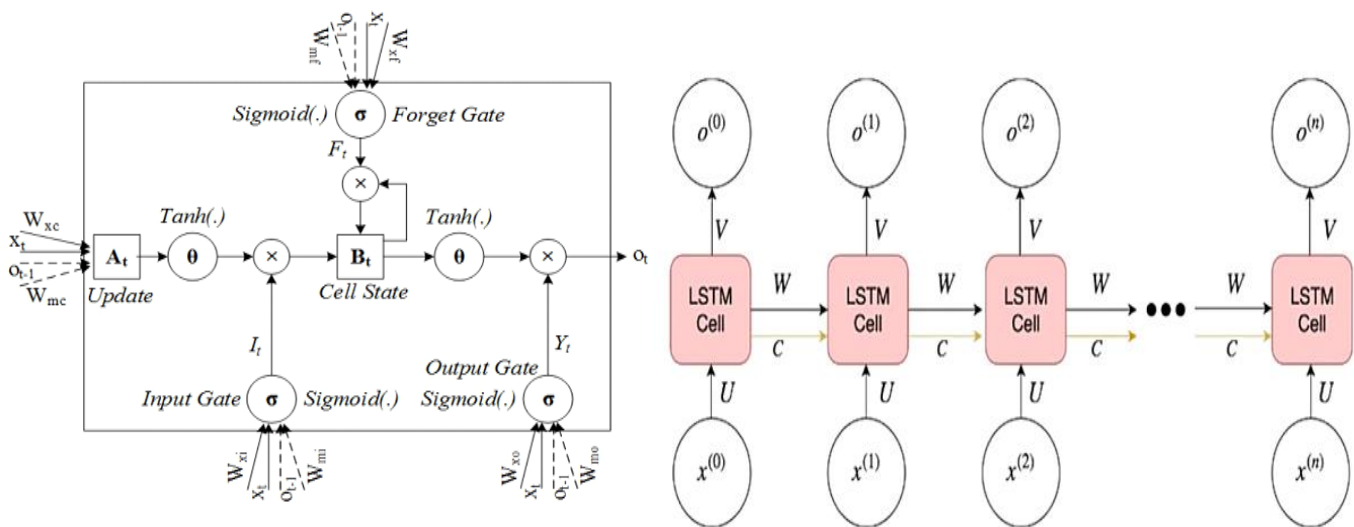 W_mf
o_t-1
x_t
W_xf
Sigmoid(.) σ Forget Gate
F_t
×
W_xc
x_t
o_t-1
W_mc
A_t
Update
Tanh(.)
θ
×
B_t
Cell State
Tanh(.)
θ
×
o_t
I_t
Y_t
Input Gate σ Sigmoid(.)
Output Gate
Sigmoid(.) σ
W_xi
x_t
o_t-1
W_mi
W_xo
x_t
o_t-1
W_mo
o^(0) o^(1) o^(2) o^(n)
V V V V
LSTM Cell W C LSTM Cell W C LSTM Cell W C ••• W C LSTM Cell
U U U U
x^(0) x^(1) x^(2) x^(n)